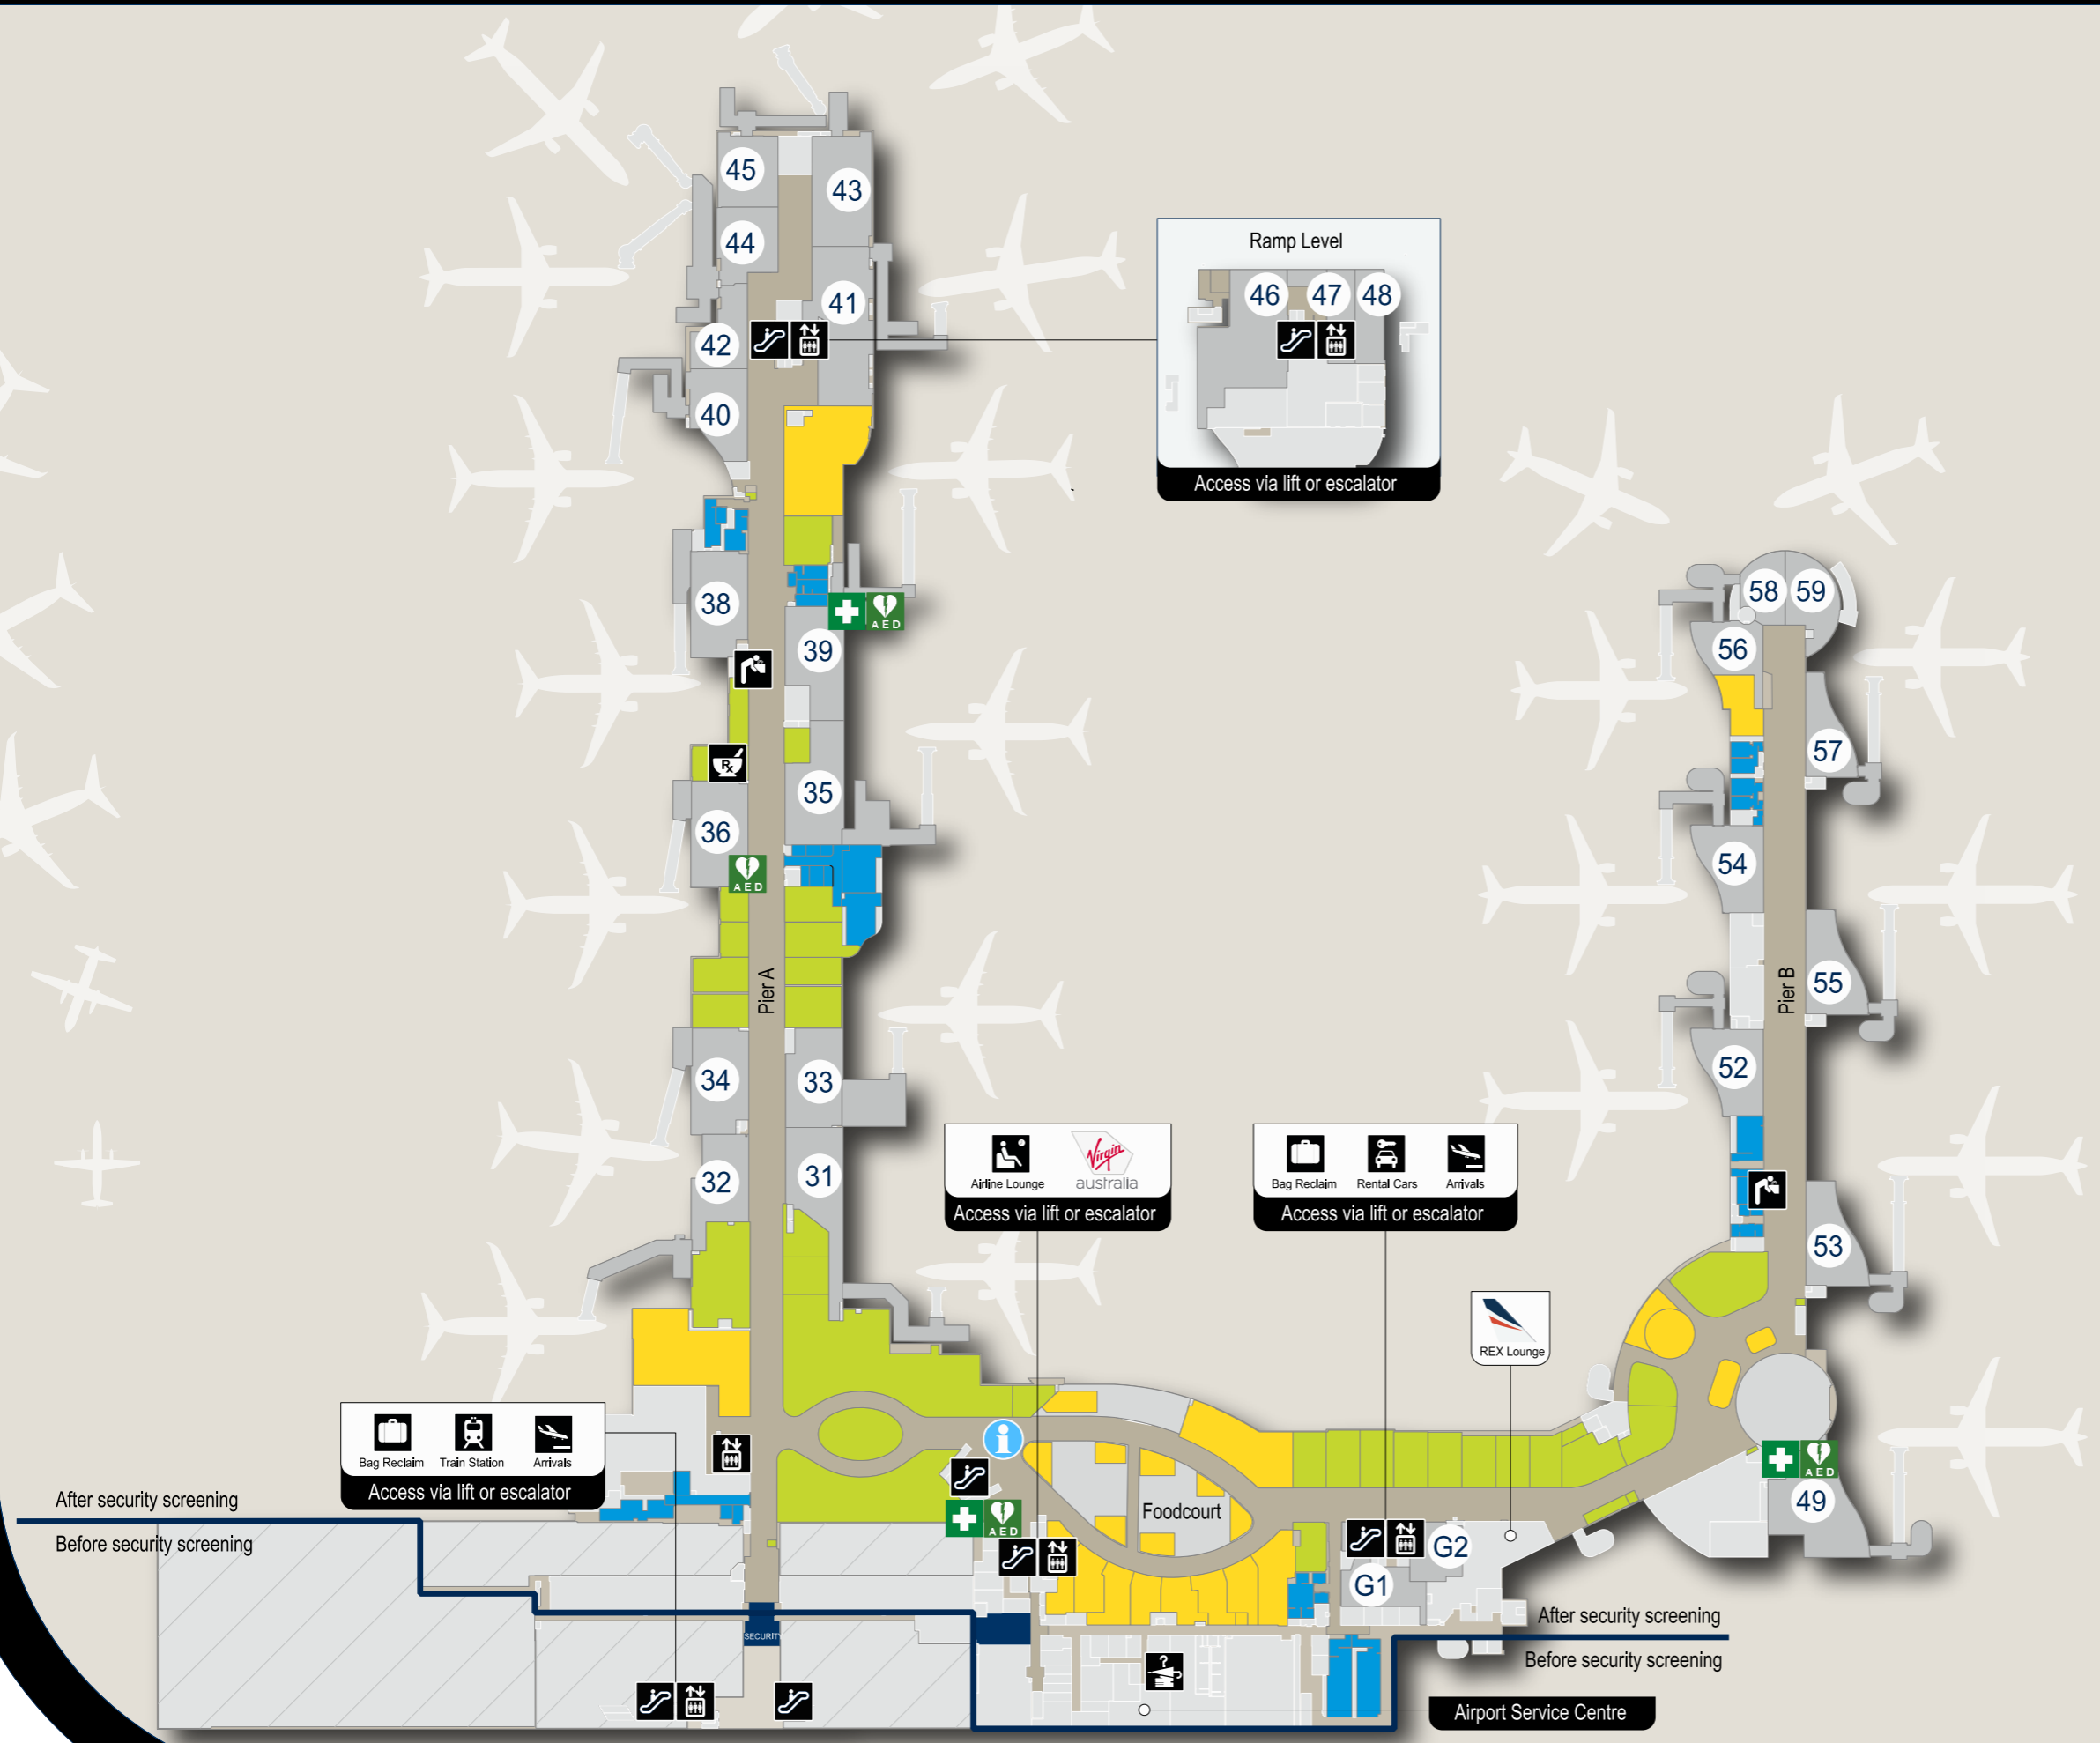 45
43
44
41
42
40
Ramp Level
46
47
48
Access via lift or escalator
38
39
AED
Rx
35
36
AED
Pier A
34
33
32
31
58
59
56
57
54
55
Pier B
52
53
Airline Lounge
Virgin
australia
Access via lift or escalator
Bag Reclaim
Rental Cars
Arrivals
Access via lift or escalator
REX Lounge
Bag Reclaim
Train Station
Arrivals
Access via lift or escalator
i
Foodcourt
AED
AED
49
G2
G1
After security screening
Before security screening
SECURITY
After security screening
Before security screening
?
Airport Service Centre